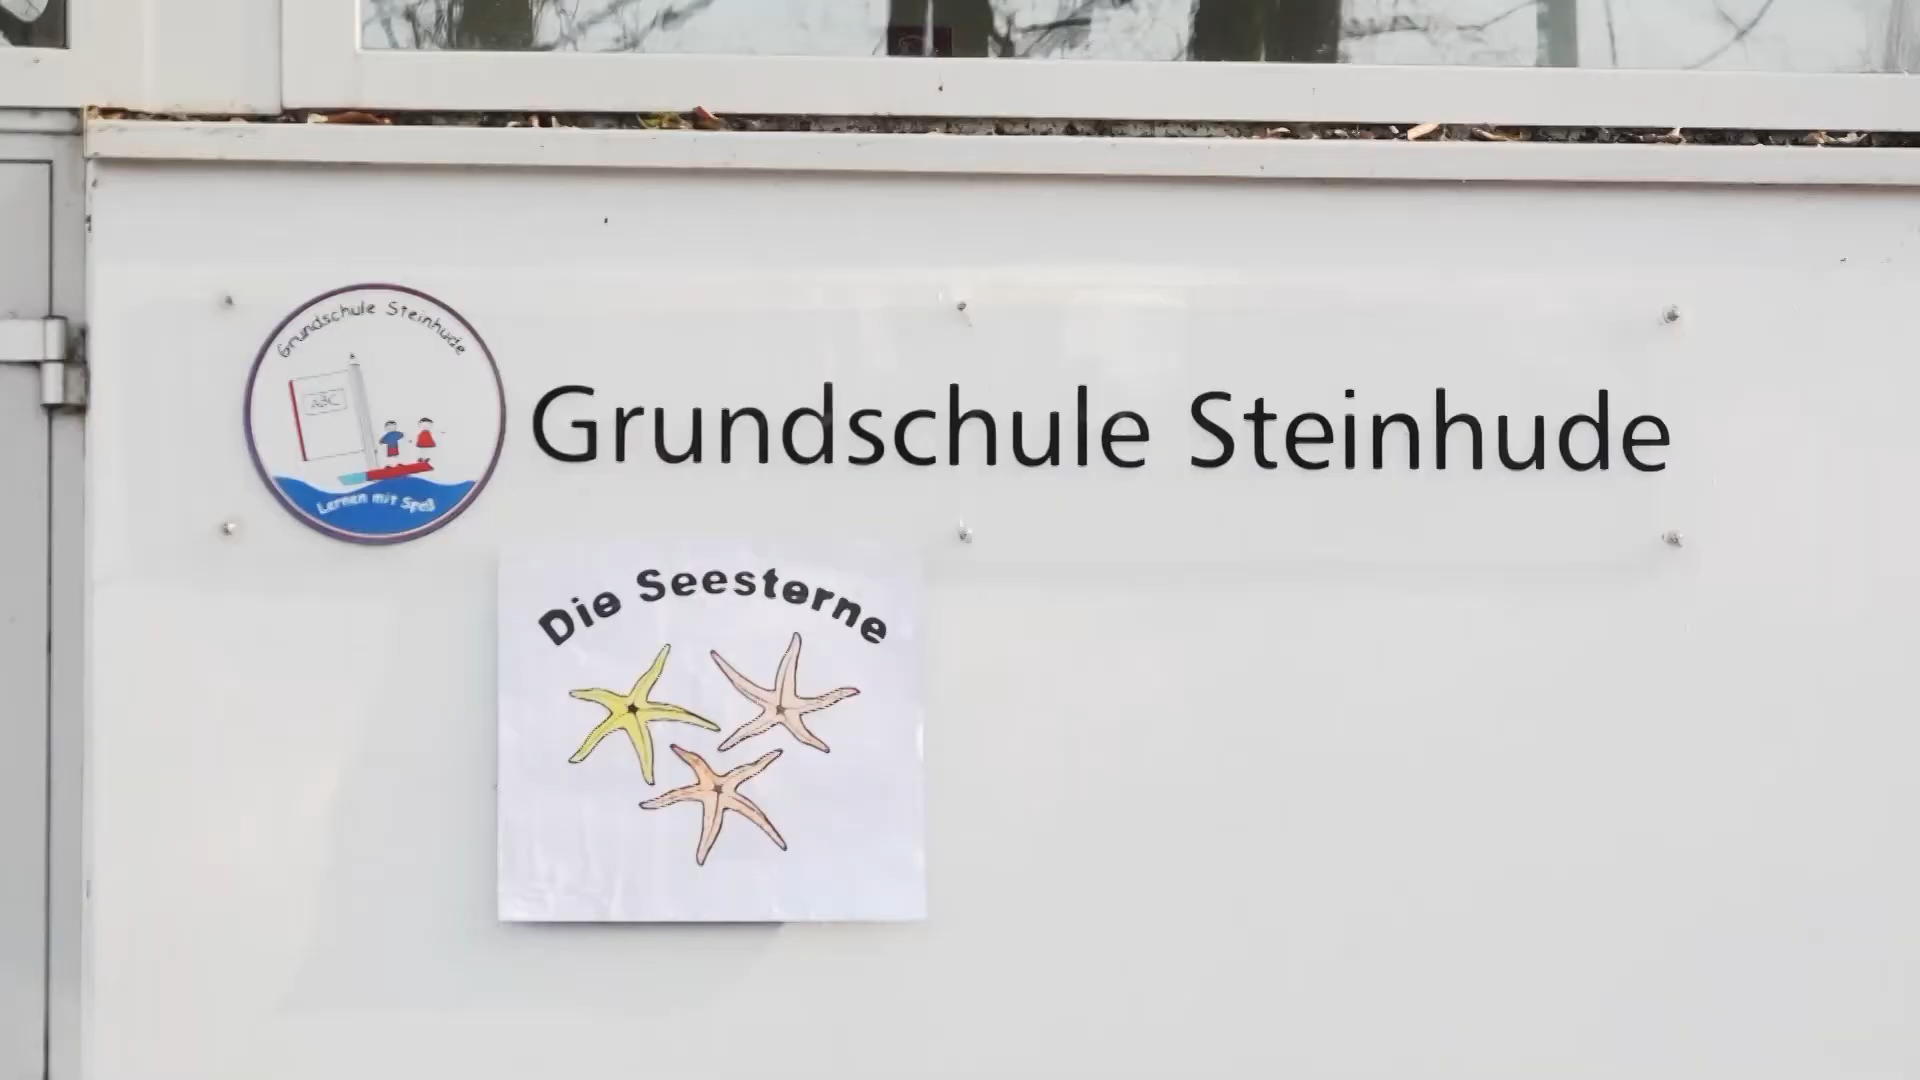 Grundschule Steinhude
ABC
Lernen mit Spaß
Grundschule Steinhude
Die Seesterne